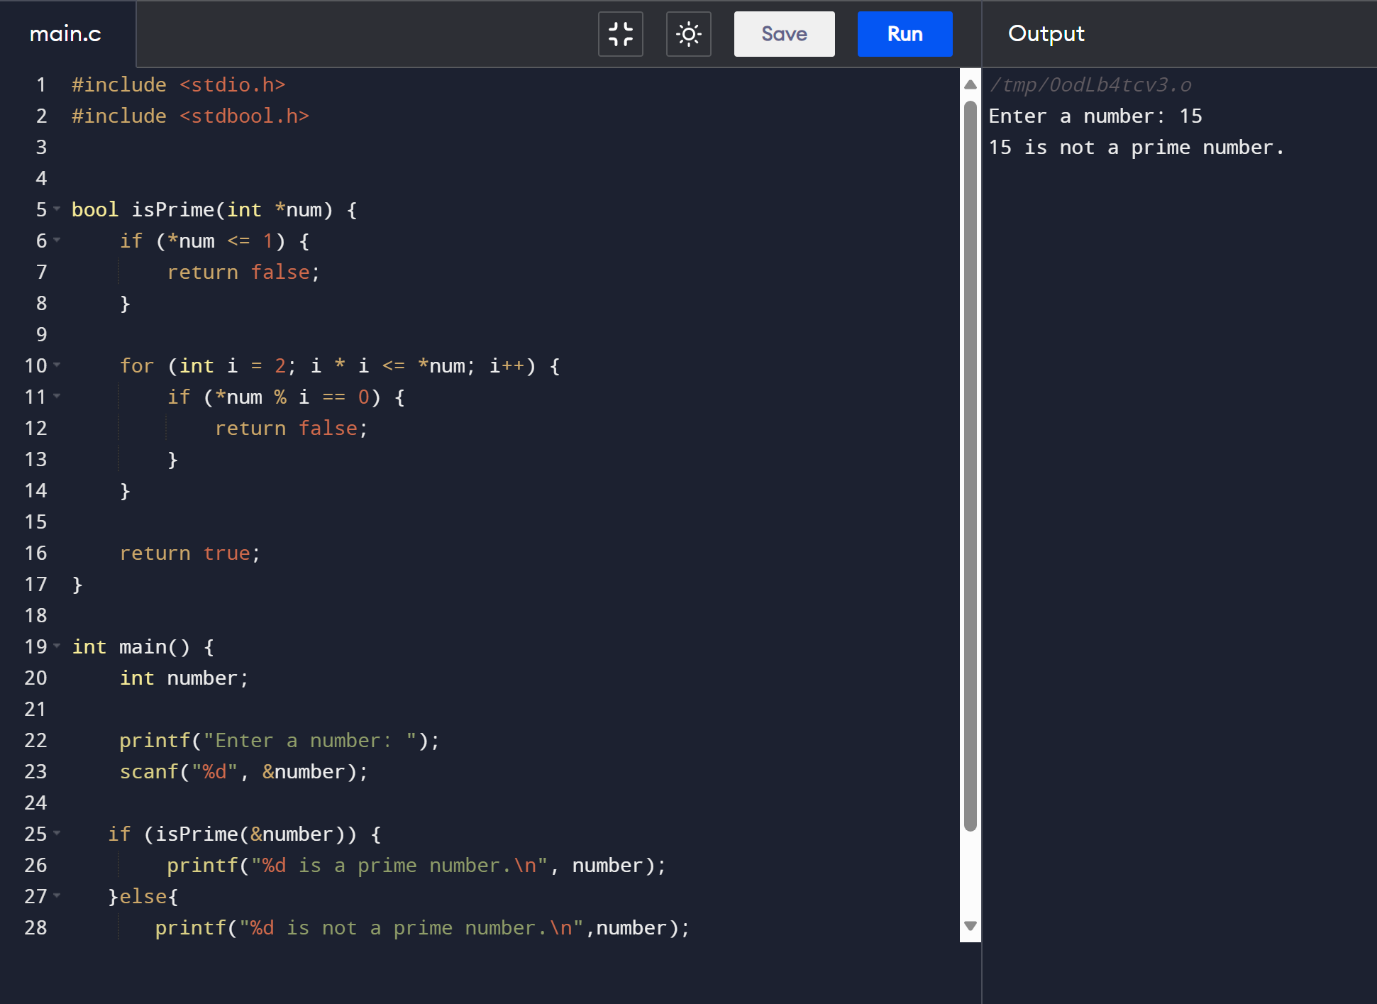 main.c
Save
Run
Output
1 #include <stdio.h>
2 #include <stdbool.h>
3
4
5 bool isPrime(int *num) {
6     if (*num <= 1) {
7         return false;
8     }
9
10     for (int i = 2; i * i <= *num; i++) {
11         if (*num % i == 0) {
12             return false;
13         }
14     }
15
16     return true;
17 }
18
19 int main() {
20     int number;
21
22     printf("Enter a number: ");
23     scanf("%d", &number);
24
25    if (isPrime(&number)) {
26         printf("%d is a prime number.\n", number);
27    }else{
28        printf("%d is not a prime number.\n",number);
/tmp/OodLb4tcv3.o
Enter a number: 15
15 is not a prime number.